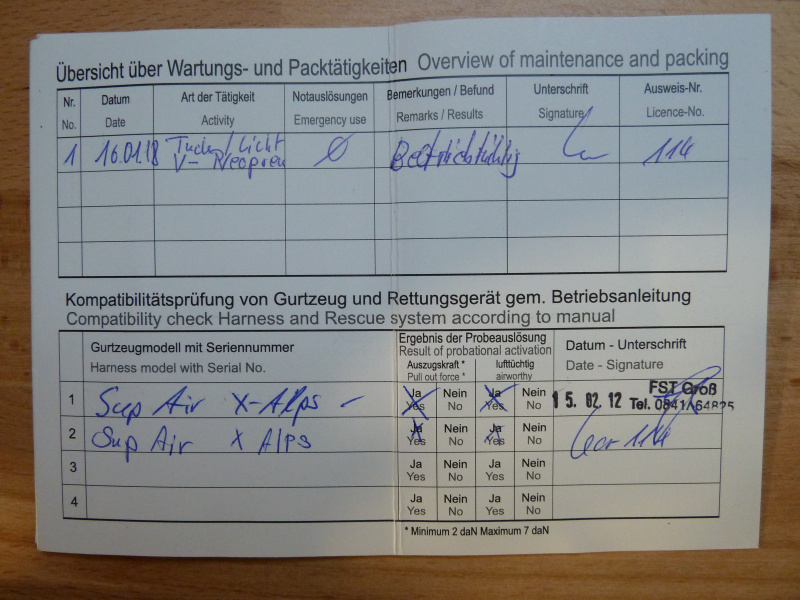 Übersicht über Wartungs- und Packtätigkeiten Overview of maintenance and packing
Nr. Datum Art der Tätigkeit Notauslösungen Bemerkungen / Befund Unterschrift Ausweis-Nr.
No. Date Activity Emergency use Remarks / Results Signature Licence-No.
1 16.01.18 Licht 114
V- Neopren
Kompatibilitätsprüfung von Gurtzeug und Rettungsgerät gem. Betriebsanleitung
Compatibility check Harness and Rescue system according to manual
Gurtzeugmodell mit Seriennummer
Harness model with Serial No.
Ergebnis der Probeauslösung
Result of probational activation
Auszugskraft * lufttüchtig
Pull out force * airworthy
Datum - Unterschrift
Date - Signature
1 Sup Air X-Alps - Ja Nein Ja Nein 15. 02. 12 FST Groß
Yes No Yes No Tel. 0841/64825
2 Sup Air X Alps Ja Nein Ja Nein
Yes No Yes No
3 Ja Nein Ja Nein
Yes No Yes No
4 Ja Nein Ja Nein
Yes No Yes No
* Minimum 2 daN Maximum 7 daN